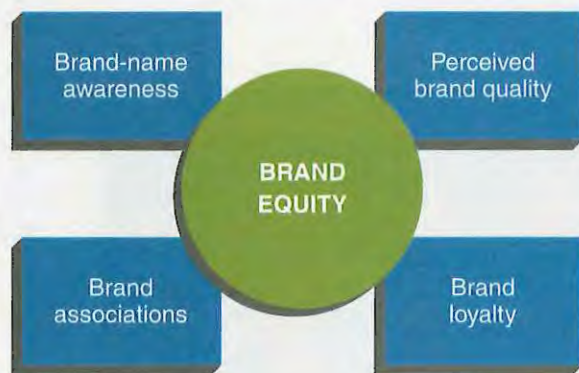 Brand-name
awareness
Perceived
brand quality
BRAND
EQUITY
Brand
associations
Brand
loyalty